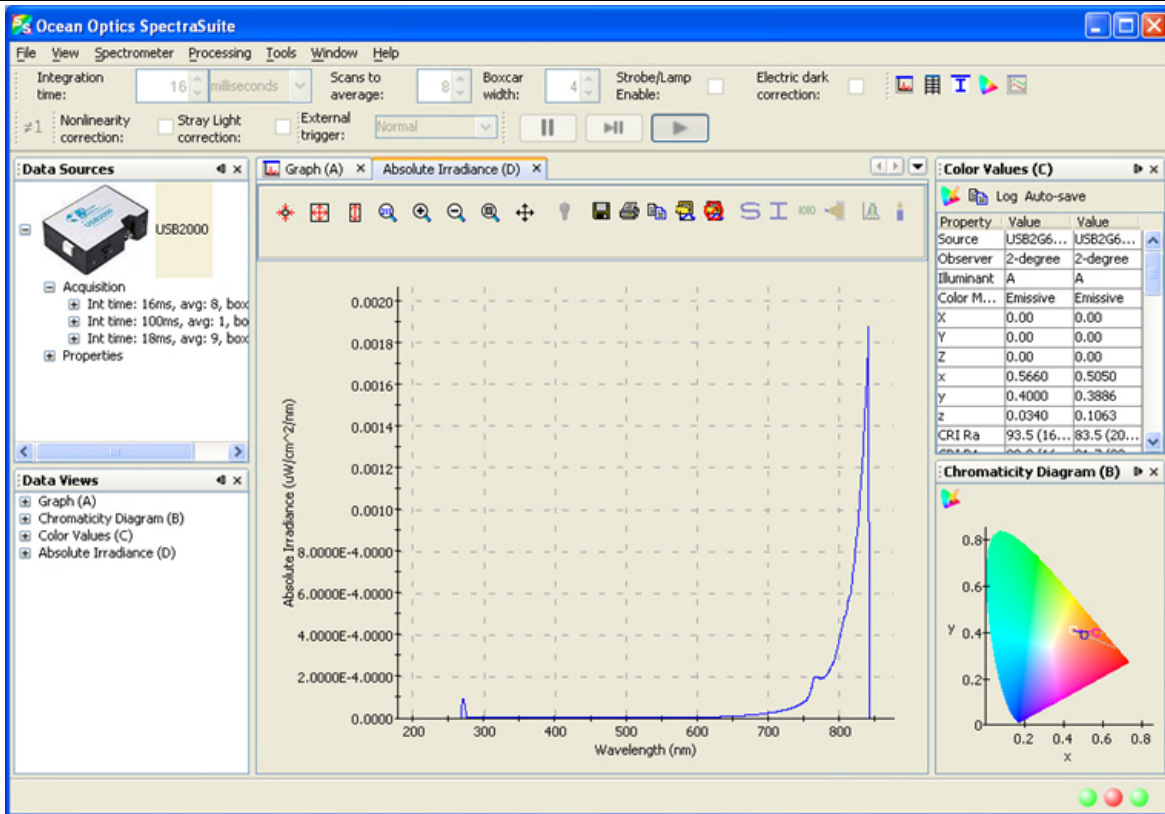 Ocean Optics SpectraSuite
File View Spectrometer Processing Tools Window Help
Integration time: 16 milliseconds Scans to average: 8 Boxcar width: 4 Strobe/Lamp Enable: Electric dark correction:
≠1 Nonlinearity correction: Stray Light correction: External trigger: Normal
Data Sources
USB2000
Acquisition
Int time: 16ms, avg: 8, box
Int time: 100ms, avg: 1, bo
Int time: 18ms, avg: 9, box
Properties
Data Views
Graph (A)
Chromaticity Diagram (B)
Color Values (C)
Absolute Irradiance (D)
Graph (A) Absolute Irradiance (D)
Absolute Irradiance (uW/cm^2/nm)
0.0020
0.0018
0.0016
0.0014
0.0012
0.0010
8.0000E-4.0000
6.0000E-4.0000
4.0000E-4.0000
2.0000E-4.0000
0.0000
200 300 400 500 600 700 800
Wavelength (nm)
Color Values (C)
Log Auto-save
Property Value Value
Source USB2G6... USB2G6...
Observer 2-degree 2-degree
Illuminant A A
Color M... Emissive Emissive
X 0.00 0.00
Y 0.00 0.00
Z 0.00 0.00
x 0.5660 0.5050
y 0.4000 0.3886
z 0.0340 0.1063
CRI Ra 93.5 (16... 83.5 (20...
Chromaticity Diagram (B)
0.8
0.6
y 0.4
0.2
0
0.2 0.4 0.6 0.8
x